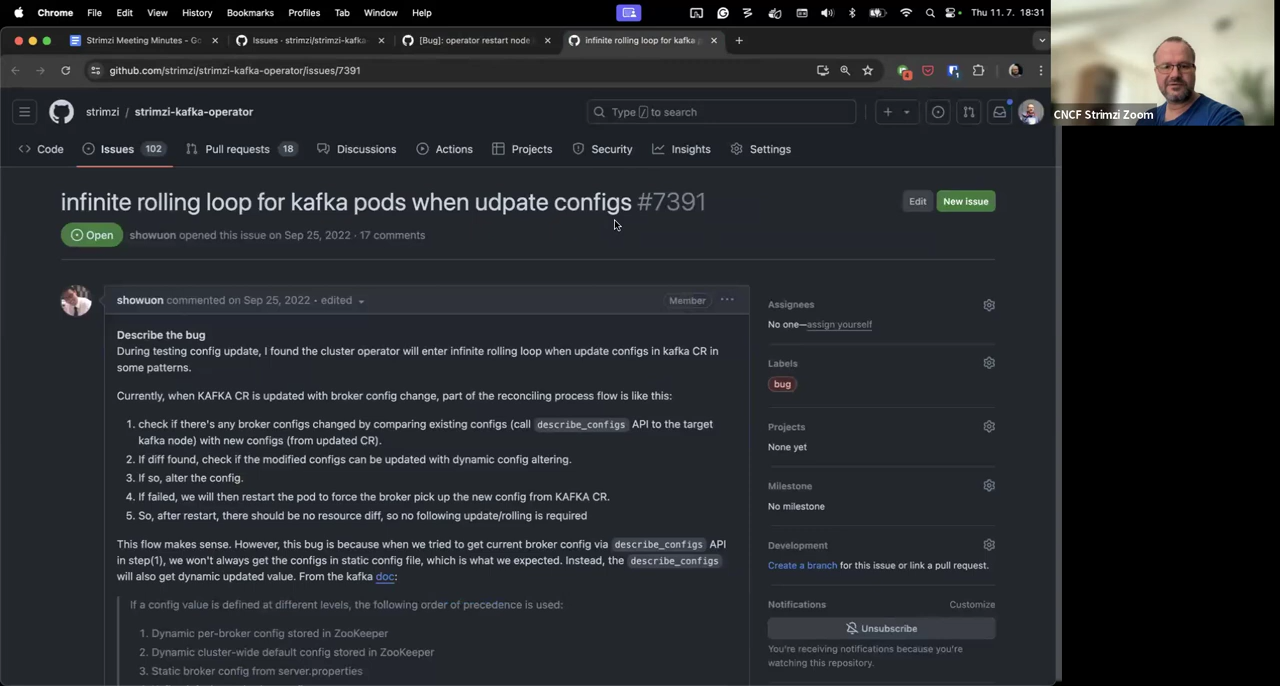 Chrome File Edit View History Bookmarks Profiles Tab Window Help Thu 11. 7. 18:31
Strimzi Meeting Minutes - Go
Issues · strimzi/strimzi-kafka-
[Bug]: operator restart node
infinite rolling loop for kafka p
github.com/strimzi/strimzi-kafka-operator/issues/7391
CNCF Strimzi Zoom
strimzi / strimzi-kafka-operator
Type / to search
Code Issues 102 Pull requests 18 Discussions Actions Projects Security Insights Settings
infinite rolling loop for kafka pods when udpate configs #7391
Edit New issue
Open showuon opened this issue on Sep 25, 2022 · 17 comments
showuon commented on Sep 25, 2022 • edited Member
Describe the bug
During testing config update, I found the cluster operator will enter infinite rolling loop when update configs in kafka CR in
some patterns.
Currently, when KAFKA CR is updated with broker config change, part of the reconciling process flow is like this:
1. check if there's any broker configs changed by comparing existing configs (call describe_configs API to the target
kafka node) with new configs (from updated CR).
2. If diff found, check if the modified configs can be updated with dynamic config altering.
3. If so, alter the config.
4. If failed, we will then restart the pod to force the broker pick up the new config from KAFKA CR.
5. So, after restart, there should be no resource diff, so no following update/rolling is required
This flow makes sense. However, this bug is because when we tried to get current broker config via describe_configs API
in step(1), we won't always get the configs in static config file, which is what we expected. Instead, the describe_configs
will also get dynamic updated value. From the kafka doc:
If a config value is defined at different levels, the following order of precedence is used:
1. Dynamic per-broker config stored in ZooKeeper
2. Dynamic cluster-wide default config stored in ZooKeeper
3. Static broker config from server.properties
Assignees
No one—assign yourself
Labels
bug
Projects
None yet
Milestone
No milestone
Development
Create a branch for this issue or link a pull request.
Notifications Customize
Unsubscribe
You're receiving notifications because you're
watching this repository.